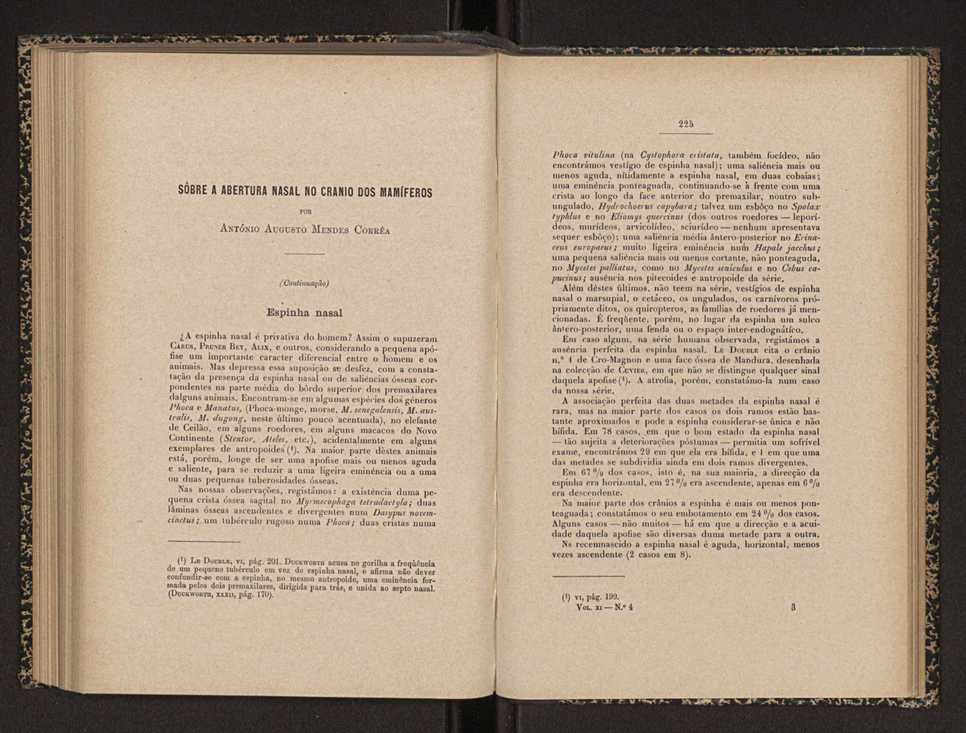 SÔBRE A ABERTURA NASAL NO CRANIO DOS MAMÍFEROS
POR
ANTÓNIO AUGUSTO MENDES CORRÊA
(Continuação)
Espinha nasal
¿A espinha nasal é privativa do homem? Assim o supuzeram
CARUS, PRUNER BEY, ALIX, e outros, considerando a pequena apó-
fise um importante caracter diferencial entre o homem e os
animais. Mas depressa essa suposição se desfez, com a consta-
tação da presença da espinha nasal ou de saliências ósseas cor-
pondentes na parte média do bôrdo superior dos premaxilares
dalguns animais. Encontram-se em algumas espécies dos géneros
Phoca e Manatus, (Phoca-monge, morse, M. senegalensis, M. aus-
tralis, M. dugong, neste último pouco acentuada), no elefante
de Ceilão, em alguns roedores, em alguns macacos do Novo
Continente (Stentor, Ateles, etc.), acidentalmente em alguns
exemplares de antropoides (¹). Na maior parte dêstes animais
está, porém, longe de ser uma apofise mais ou menos aguda
e saliente, para se reduzir a uma ligeira eminência ou a uma
ou duas pequenas tuberosidades ósseas.
Nas nossas observações, registámos: a existência duma pe-
quena crista óssea sagital no Myrmecophaga tetradactyla; duas
lâminas ósseas ascendentes e divergentes num Dasypus novem-
cinctus; um tubérculo rugoso numa Phoca; duas cristas numa
(¹) LE DOUBLE, VI, pág. 201. DUCKWORTH acusa no gorilha a freqüência
de um pequeno tubérculo em vez de espinha nasal, e afirma não dever
confundir-se com a espinha, no mesmo antropoide, uma eminência for-
mada pelos dois premaxilares, dirigida para trás, e unida ao septo nasal.
(DUCKWORTH, XXXII, pág. 170).
225
Phoca vitulina (na Cystophora cristata, também focídeo, não
encontrámos vestígio de espinha nasal); uma saliência mais ou
menos aguda, nitidamente a espinha nasal, em duas cobaias;
uma eminência ponteaguda, continuando-se à frente com uma
crista ao longo da face anterior do premaxilar, noutro sub-
ungulado, Hydrochoerus capybara; talvez um esbôço no Spalax
typhlus e no Eliomys quercinus (dos outros roedores — leporí-
deos, murídeos, arvicolídeo, sciurídeo — nenhum apresentava
sequer esbôço); uma saliência média ântero-posterior no Erina-
ceus europaeus; muito ligeira eminência num Hapale jacchus;
uma pequena saliência mais ou menos cortante, não ponteaguda,
no Mycetes palliatus, como no Mycetes seniculus e no Cebus ca-
pucinus; ausência nos pitecoides e antropoide da série.
Além dêstes últimos, não teem na série, vestígios de espinha
nasal o marsupial, o cetáceo, os ungulados, os carnívoros pró-
priamente ditos, os quiropteros, as famílias de roedores já men-
cionadas. É freqüente, porém, no lugar da espinha um sulco
ântero-posterior, uma fenda ou o espaço inter-endognático.
Em caso algum, na série humana observada, registámos a
ausência perfeita da espinha nasal. LE DOUBLE cita o crânio
n.º 1 de Cro-Magnon e uma face óssea de Mandura, desenhada
na colecção de CUVIER, em que não se distingue qualquer sinal
daquela apofise (¹). A atrofia, porém, constatámo-la num caso
da nossa série.
A associação perfeita das duas metades da espinha nasal é
rara, mas na maior parte dos casos os dois ramos estão bas-
tante aproximados e pode a espinha considerar-se única e não
bífida. Em 78 casos, em que o bom estado da espinha nasal
— tão sujeita a deteriorações póstumas — permitia um sofrível
exame, encontrámos 29 em que ela era bífida, e 1 em que uma
das metades se subdividia ainda em dois ramos divergentes.
Em 67 % dos casos, isto é, na sua maioria, a direcção da
espinha era horizontal, em 27 % era ascendente, apenas em 6 %
era descendente.
Na maior parte dos crânios a espinha é mais ou menos pon-
teaguda; constatámos o seu embotamento em 24 % dos casos.
Alguns casos — não muitos — há em que a direcção e a acui-
dade daquela apofise são diversas duma metade para a outra.
Ns recemnascido a espinha nasal é aguda, horizontal, menos
vezes ascendente (2 casos em 8).
(¹) VI, pág. 199.
VOL. XI — N.º 4 3